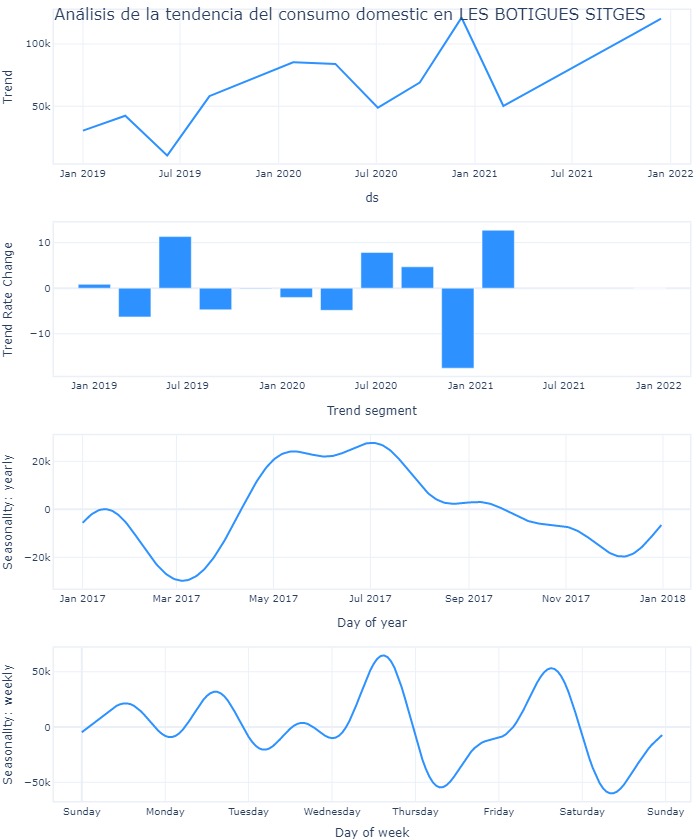 Análisis de la tendencia del consumo domestic en LES BOTIGUES SITGES
Trend
100k
50k
Jan 2019
Jul 2019
Jan 2020
Jul 2020
Jan 2021
Jul 2021
Jan 2022
ds
Trend Rate Change
10
0
−10
Jan 2019
Jul 2019
Jan 2020
Jul 2020
Jan 2021
Jul 2021
Jan 2022
Trend segment
Seasonality: yearly
20k
0
−20k
Jan 2017
Mar 2017
May 2017
Jul 2017
Sep 2017
Nov 2017
Jan 2018
Day of year
Seasonality: weekly
50k
0
−50k
Sunday
Monday
Tuesday
Wednesday
Thursday
Friday
Saturday
Sunday
Day of week